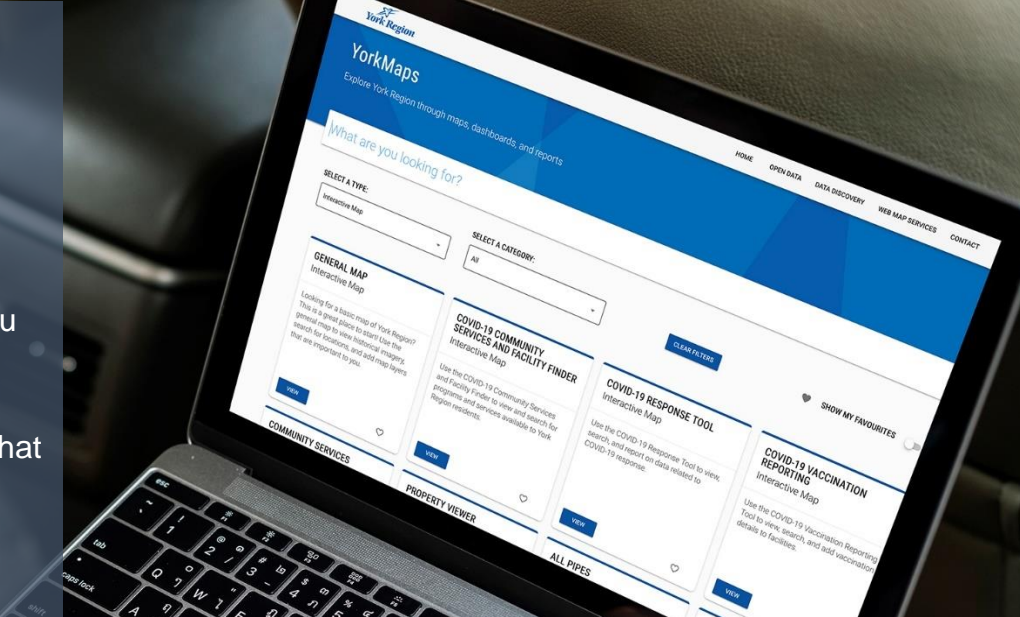 u
hat
York Region
YorkMaps
Explore York Region through maps, dashboards, and reports
HOME OPEN DATA DATA DISCOVERY WEB MAP SERVICES CONTACT
What are you looking for?
SELECT A TYPE:
Interactive Map
SELECT A CATEGORY:
All
CLEAR FILTERS
SHOW MY FAVOURITES
GENERAL MAP
Interactive Map
Looking for a basic map of York Region?
This is a great place to start! Use the
general map to view historical imagery,
search for locations, and add map layers
that are important to you.
VIEW
COVID-19 COMMUNITY
SERVICES AND FACILITY FINDER
Interactive Map
Use the COVID-19 Community Services
and Facility Finder to view and search for
programs and services available to York
Region residents.
VIEW
COVID-19 RESPONSE TOOL
Interactive Map
Use the COVID-19 Response Tool to view,
search, and report on data related to
COVID-19 response.
VIEW
COVID-19 VACCINATION
REPORTING
Interactive Map
Use the COVID-19 Vaccination Reporting
Tool to view, search, and add vaccination
details to facilities.
VIEW
COMMUNITY SERVICES
PROPERTY VIEWER
ALL PIPES
esc
tab
caps lock
shift